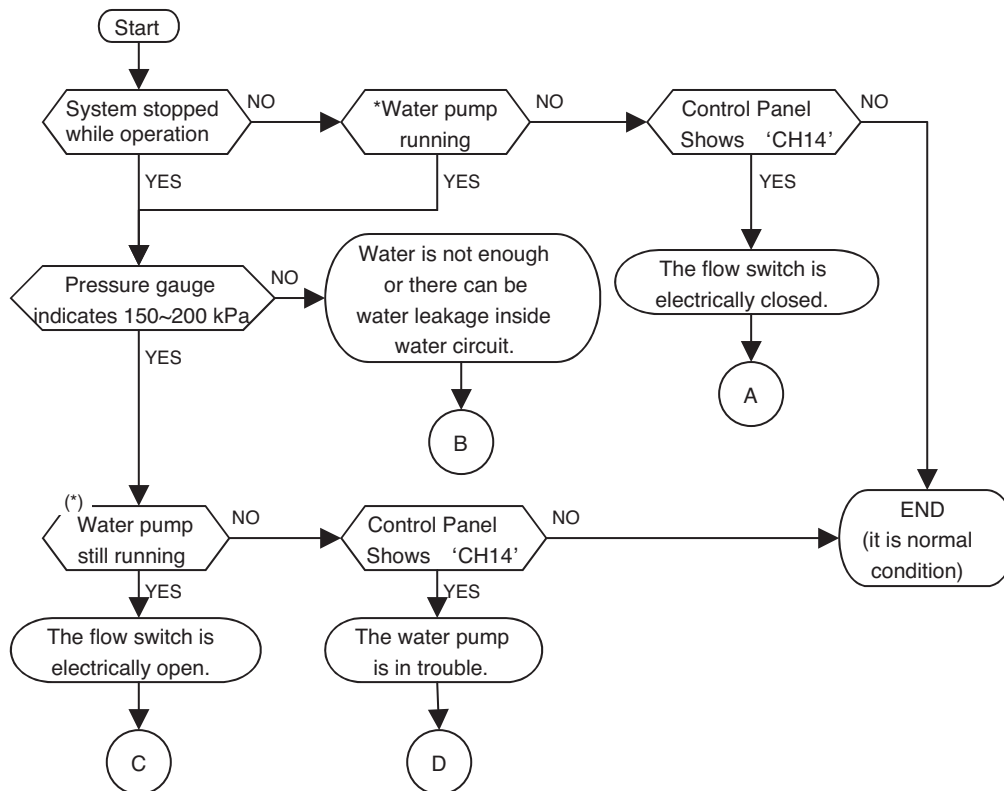 Start
System stopped
while operation
NO
YES
*Water pump
running
NO
YES
Control Panel
Shows 'CH14'
NO
YES
The flow switch is
electrically closed.
A
Pressure gauge
indicates 150~200 kPa
NO
YES
Water is not enough
or there can be
water leakage inside
water circuit.
B
(*)
Water pump
still running
NO
YES
Control Panel
Shows 'CH14'
NO
YES
END
(it is normal
condition)
The flow switch is
electrically open.
C
The water pump
is in trouble.
D